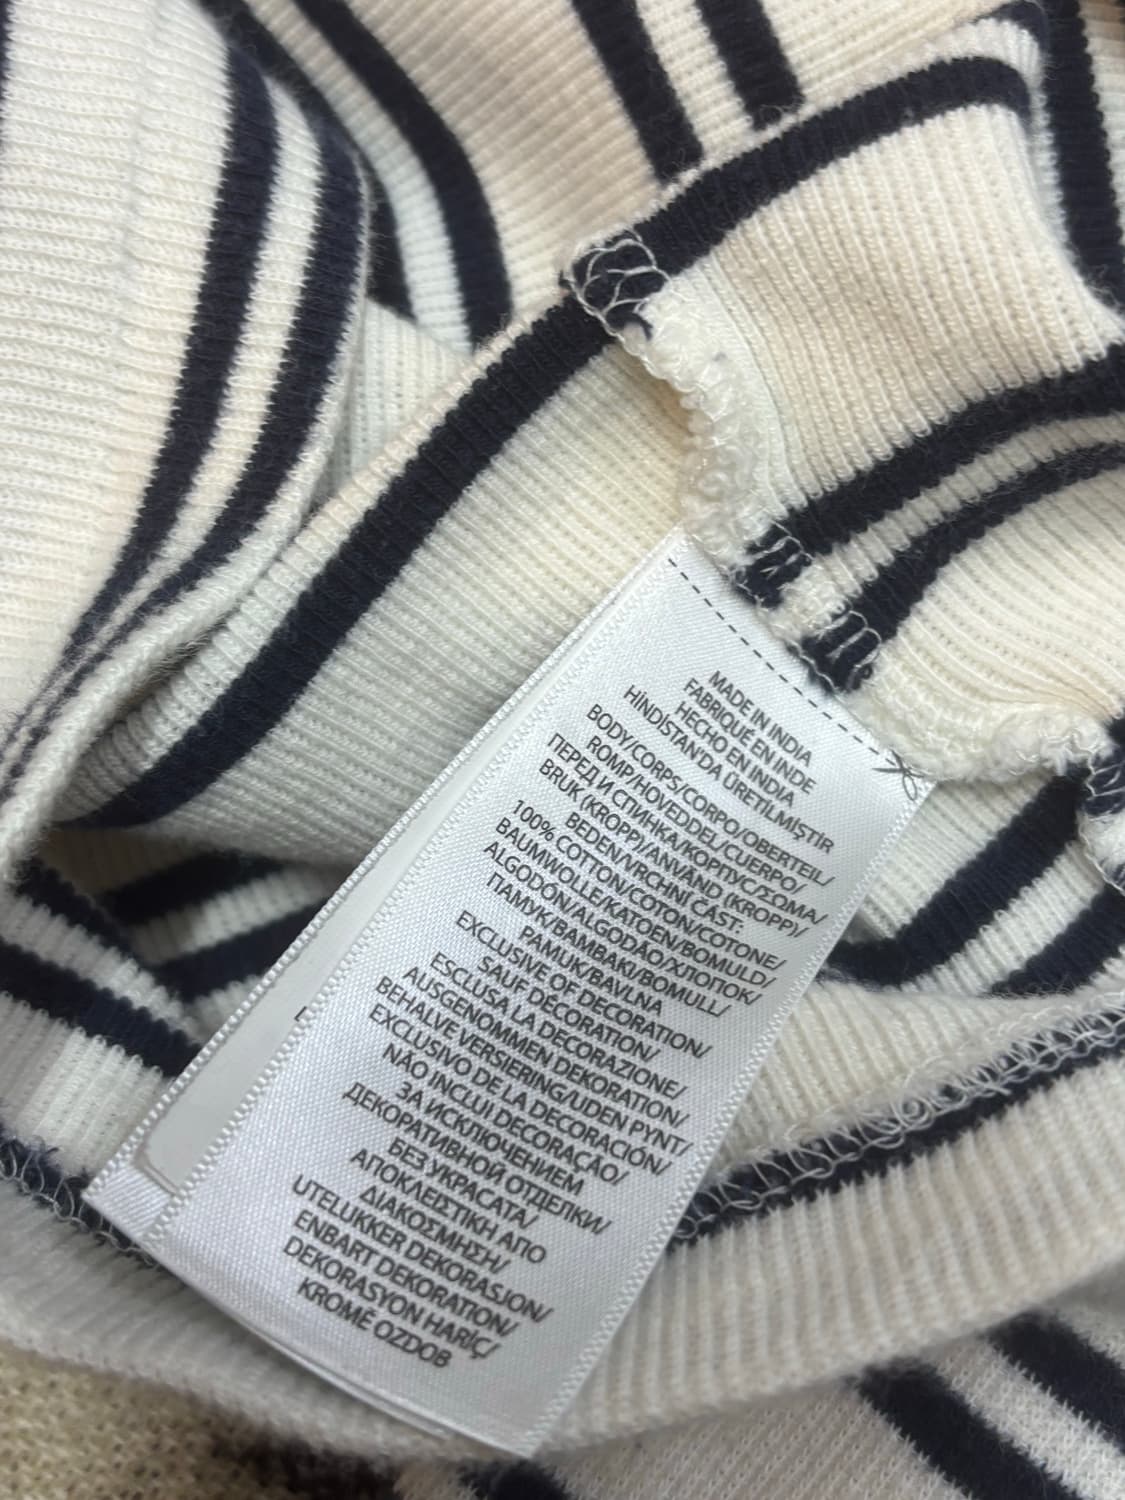 MADE IN INDIA
FABRIQUÉ EN INDE
HECHO EN INDIA
HİNDİSTAN'DA ÜRETİLMİŞTİR
BODY/CORPS/CORPO/OBERTEIL/
ROMP/HOVEDDEL/CUERPO/
ПЕРЕД И СПИНКА/КОРПУС/ΣΩΜΑ/
BRUK (KROPP)/ANVÄND (KROPP)/
BEDEN/VRCHNÍ ČÁST:
100% COTTON/COTON/COTONE/
BAUMWOLLE/KATOEN/BOMULD/
ALGODÓN/ALGODÃO/ХЛОПОК/
ПАМУК/ΒΑΜΒΑΚΙ/BOMULL/
PAMUK/BAVLNA
EXCLUSIVE OF DECORATION/
SAUF DÉCORATION/
ESCLUSA LA DECORAZIONE/
AUSGENOMMEN DEKORATION/
BEHALVE VERSIERING/UDEN PYNT/
EXCLUSIVO DE LA DECORACIÓN/
NÃO INCLUI DECORAÇÃO/
ЗА ИСКЛЮЧЕНИЕМ
ДЕКОРАТИВНОЙ ОТДЕЛКИ/
БЕЗ УКРАСАТА/
ΑΠΟΚΛΕΙΣΤΙΚΗ ΑΠΟ
ΔΙΑΚΟΣΜΗΣΗ/
UTELUKKER DEKORASJON/
ENBART DEKORATION/
DEKORASYON HARİÇ/
KROMĚ OZDOB